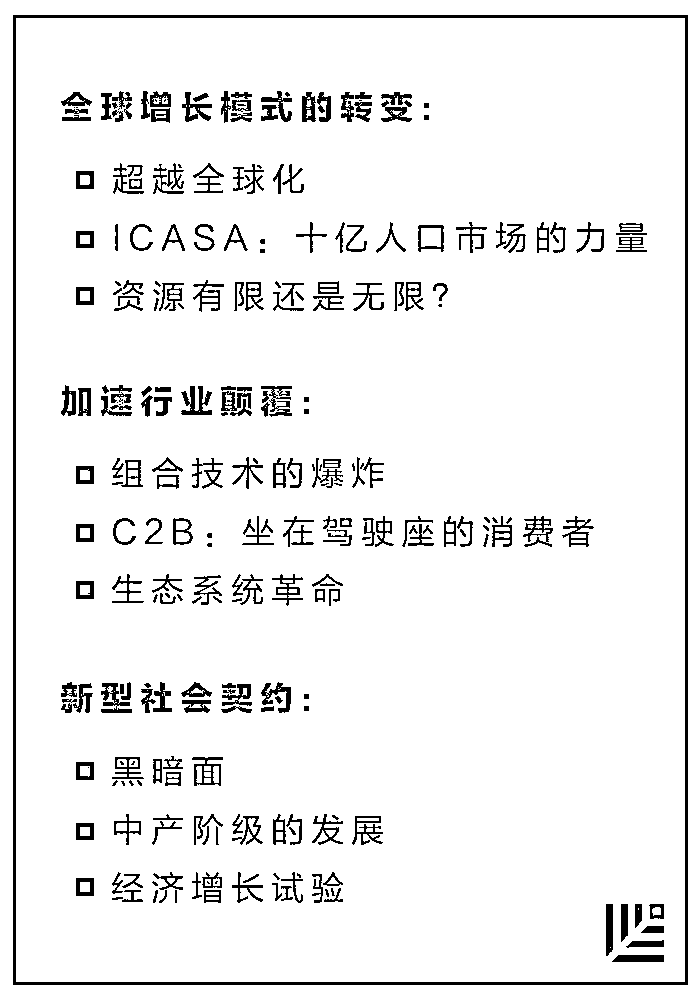 全球增长模式的转变：
超越全球化
ICASA：十亿人口市场的力量
资源有限还是无限？
加速行业颠覆：
组合技术的爆炸
C2B：坐在驾驶座的消费者
生态系统革命
新型社会契约：
黑暗面
中产阶级的发展
经济增长试验